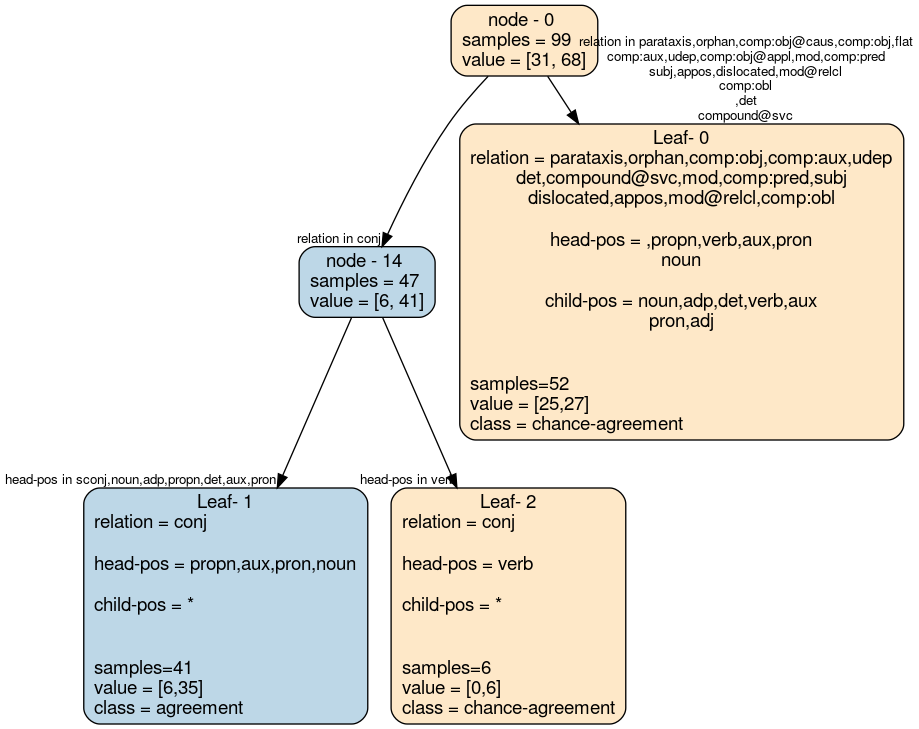 node - 0
samples = 99
value = [31, 68]
relation in parataxis,orphan,comp:obj@caus,comp:obj,flat
comp:aux,udep,comp:obj@appl,mod,comp:pred
subj,appos,dislocated,mod@relcl
comp:obl
,det
compound@svc
Leaf- 0
relation = parataxis,orphan,comp:obj,comp:aux,udep
det,compound@svc,mod,comp:pred,subj
dislocated,appos,mod@relcl,comp:obl
head-pos = ,propn,verb,aux,pron
noun
child-pos = noun,adp,det,verb,aux
pron,adj
samples=52
value = [25,27]
class = chance-agreement
relation in conj
node - 14
samples = 47
value = [6, 41]
head-pos in sconj,noun,adp,propn,det,aux,pron
Leaf- 1
relation = conj
head-pos = propn,aux,pron,noun
child-pos = *
samples=41
value = [6,35]
class = agreement
head-pos in verb
Leaf- 2
relation = conj
head-pos = verb
child-pos = *
samples=6
value = [0,6]
class = chance-agreement